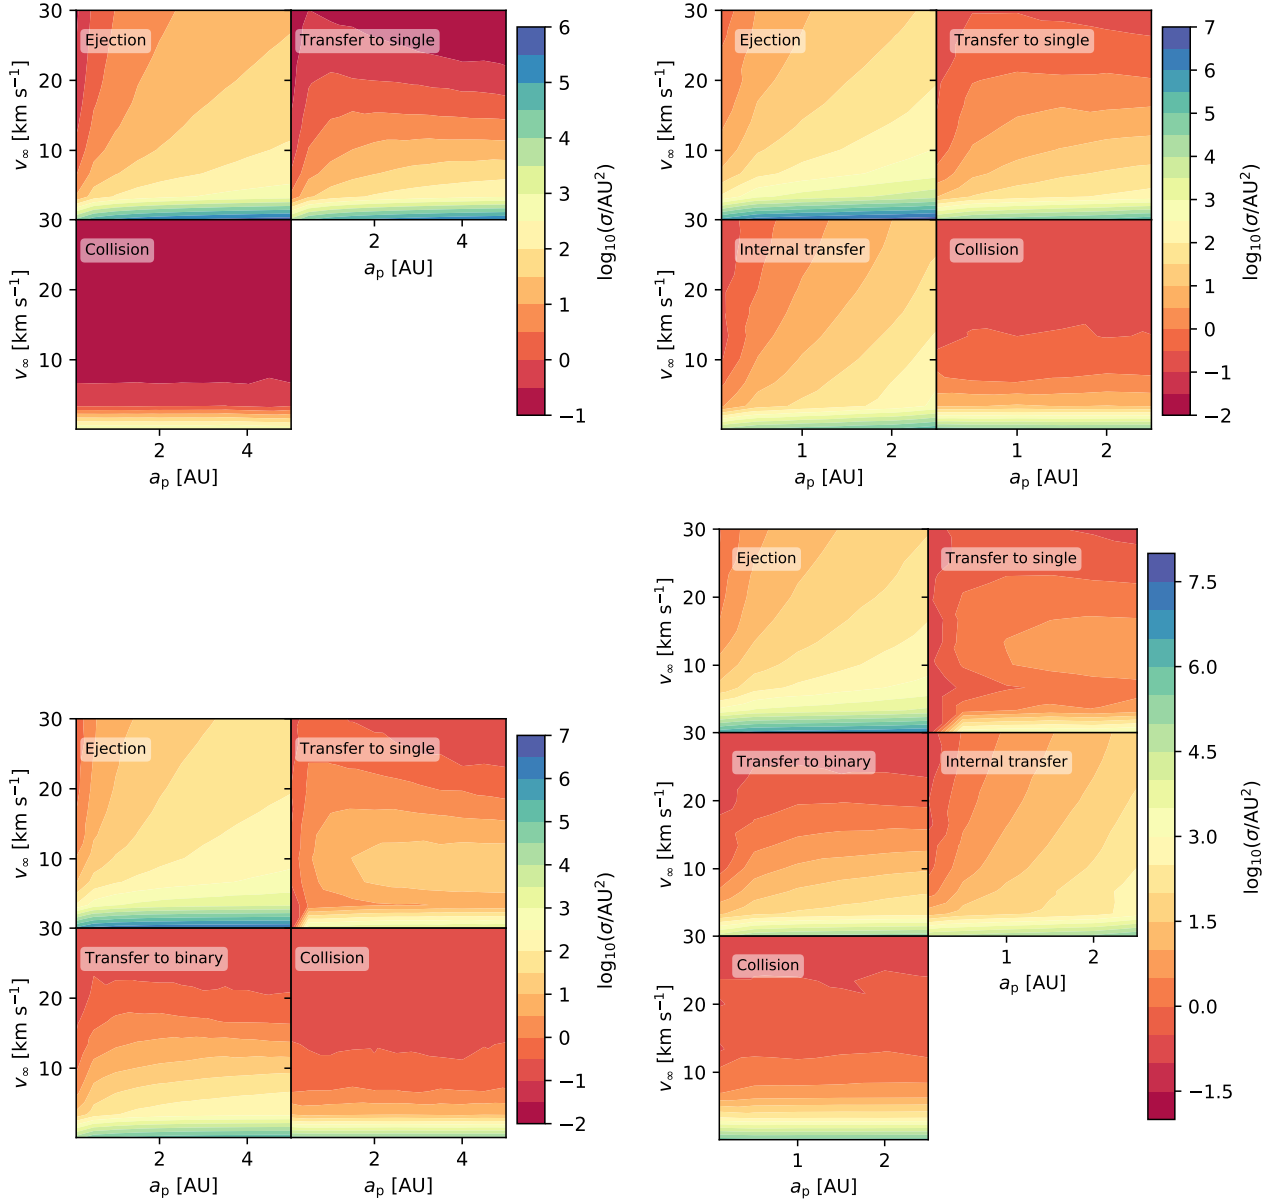 30
20
10
v∞ [km s⁻¹]
Ejection
Transfer to single
30
20
10
v∞ [km s⁻¹]
Collision
2
4
aₚ [AU]
2
4
aₚ [AU]
6
5
4
3
2
1
0
−1
log₁₀(σ/AU²)
30
20
10
v∞ [km s⁻¹]
Ejection
Transfer to single
30
20
10
v∞ [km s⁻¹]
Internal transfer
Collision
1
2
aₚ [AU]
1
2
aₚ [AU]
7
6
5
4
3
2
1
0
−1
−2
log₁₀(σ/AU²)
30
20
10
v∞ [km s⁻¹]
Ejection
Transfer to single
30
20
10
v∞ [km s⁻¹]
Transfer to binary
Collision
2
4
aₚ [AU]
2
4
aₚ [AU]
7
6
5
4
3
2
1
0
−1
−2
log₁₀(σ/AU²)
30
20
10
v∞ [km s⁻¹]
Ejection
Transfer to single
30
20
10
v∞ [km s⁻¹]
Transfer to binary
Internal transfer
1
2
aₚ [AU]
30
20
10
v∞ [km s⁻¹]
Collision
1
2
aₚ [AU]
7.5
6.0
4.5
3.0
1.5
0.0
−1.5
log₁₀(σ/AU²)